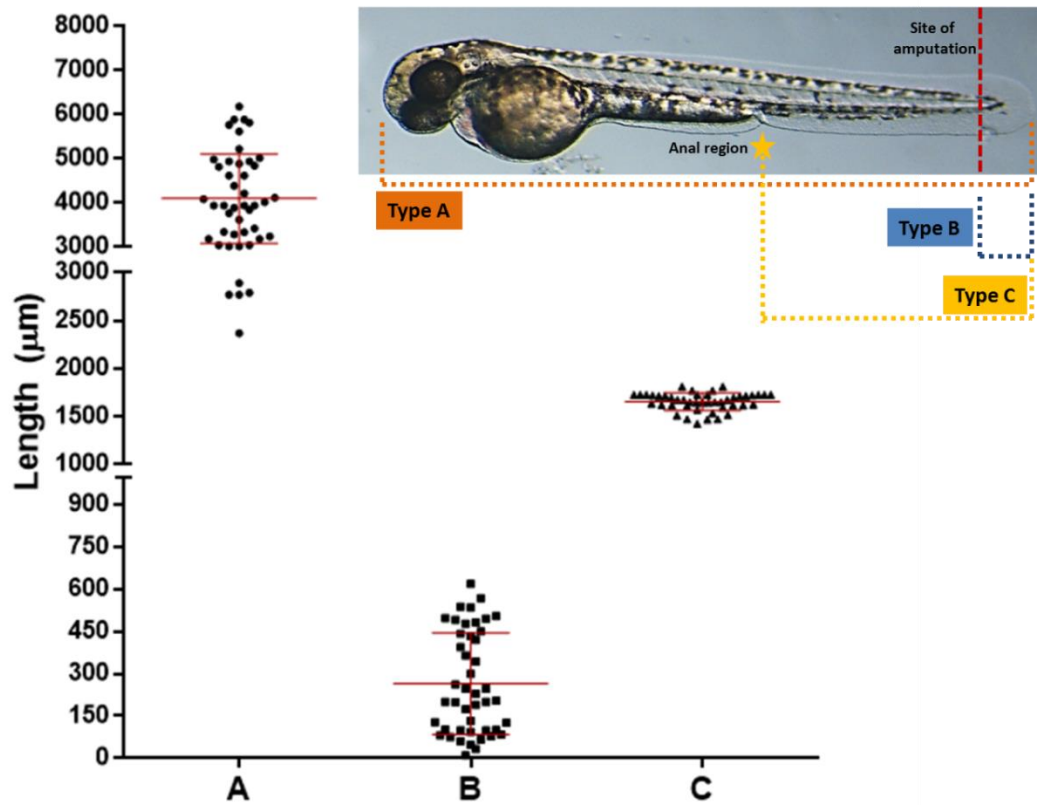 8000
7000
6000
5000
4000
3000
3000
2500
2000
1500
1000
900
750
600
450
300
150
0
Length (μm)
A
B
C
Site of
amputation
Anal region
Type A
Type B
Type C